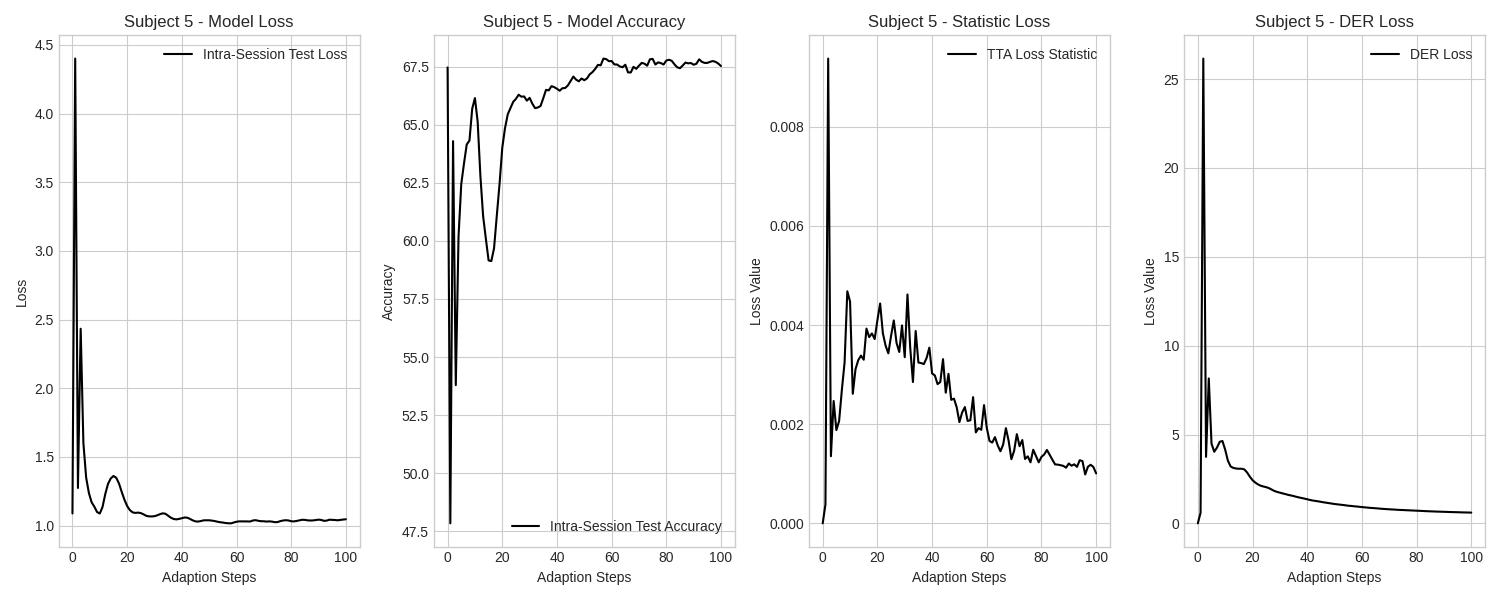 Subject 5 - Model Loss
Intra-Session Test Loss
4.5
4.0
3.5
3.0
2.5
2.0
1.5
1.0
Loss
0 20 40 60 80 100
Adaption Steps
Subject 5 - Model Accuracy
67.5
65.0
62.5
60.0
57.5
55.0
52.5
50.0
47.5
Accuracy
Intra-Session Test Accuracy
0 20 40 60 80 100
Adaption Steps
Subject 5 - Statistic Loss
TTA Loss Statistic
0.008
0.006
0.004
0.002
0.000
Loss Value
0 20 40 60 80 100
Adaption Steps
Subject 5 - DER Loss
DER Loss
25
20
15
10
5
0
Loss Value
0 20 40 60 80 100
Adaption Steps